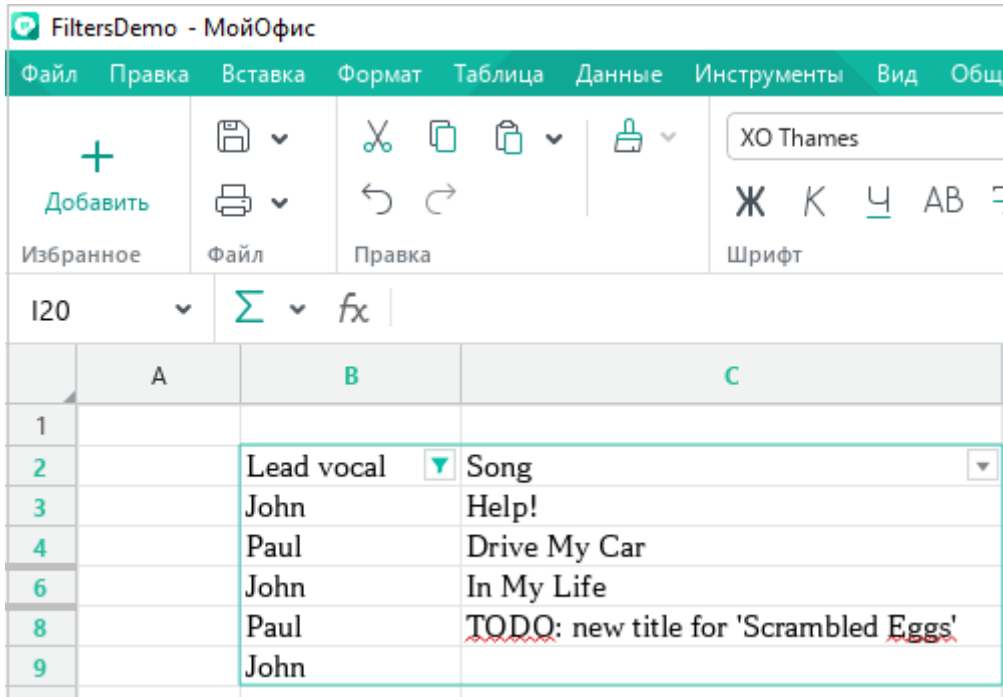 FiltersDemo - МойОфис
Файл Правка Вставка Формат Таблица Данные Инструменты Вид
Добавить
XO Thames
Ж К Ч АВ
Избранное Файл Правка Шрифт
I20 Σ fx
A B C
1
2 Lead vocal Song
3 John Help!
4 Paul Drive My Car
6 John In My Life
8 Paul TODO: new title for 'Scrambled Eggs'
9 John